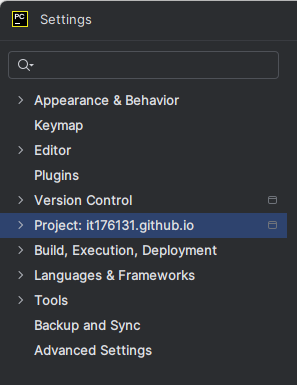 PC
Settings
Appearance & Behavior
Keymap
Editor
Plugins
Version Control
Project: it176131.github.io
Build, Execution, Deployment
Languages & Frameworks
Tools
Backup and Sync
Advanced Settings